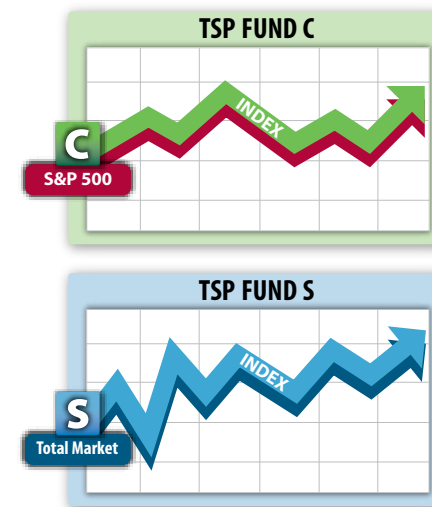 TSP FUND C
INDEX
C
S&P 500
TSP FUND S
INDEX
S
Total Market